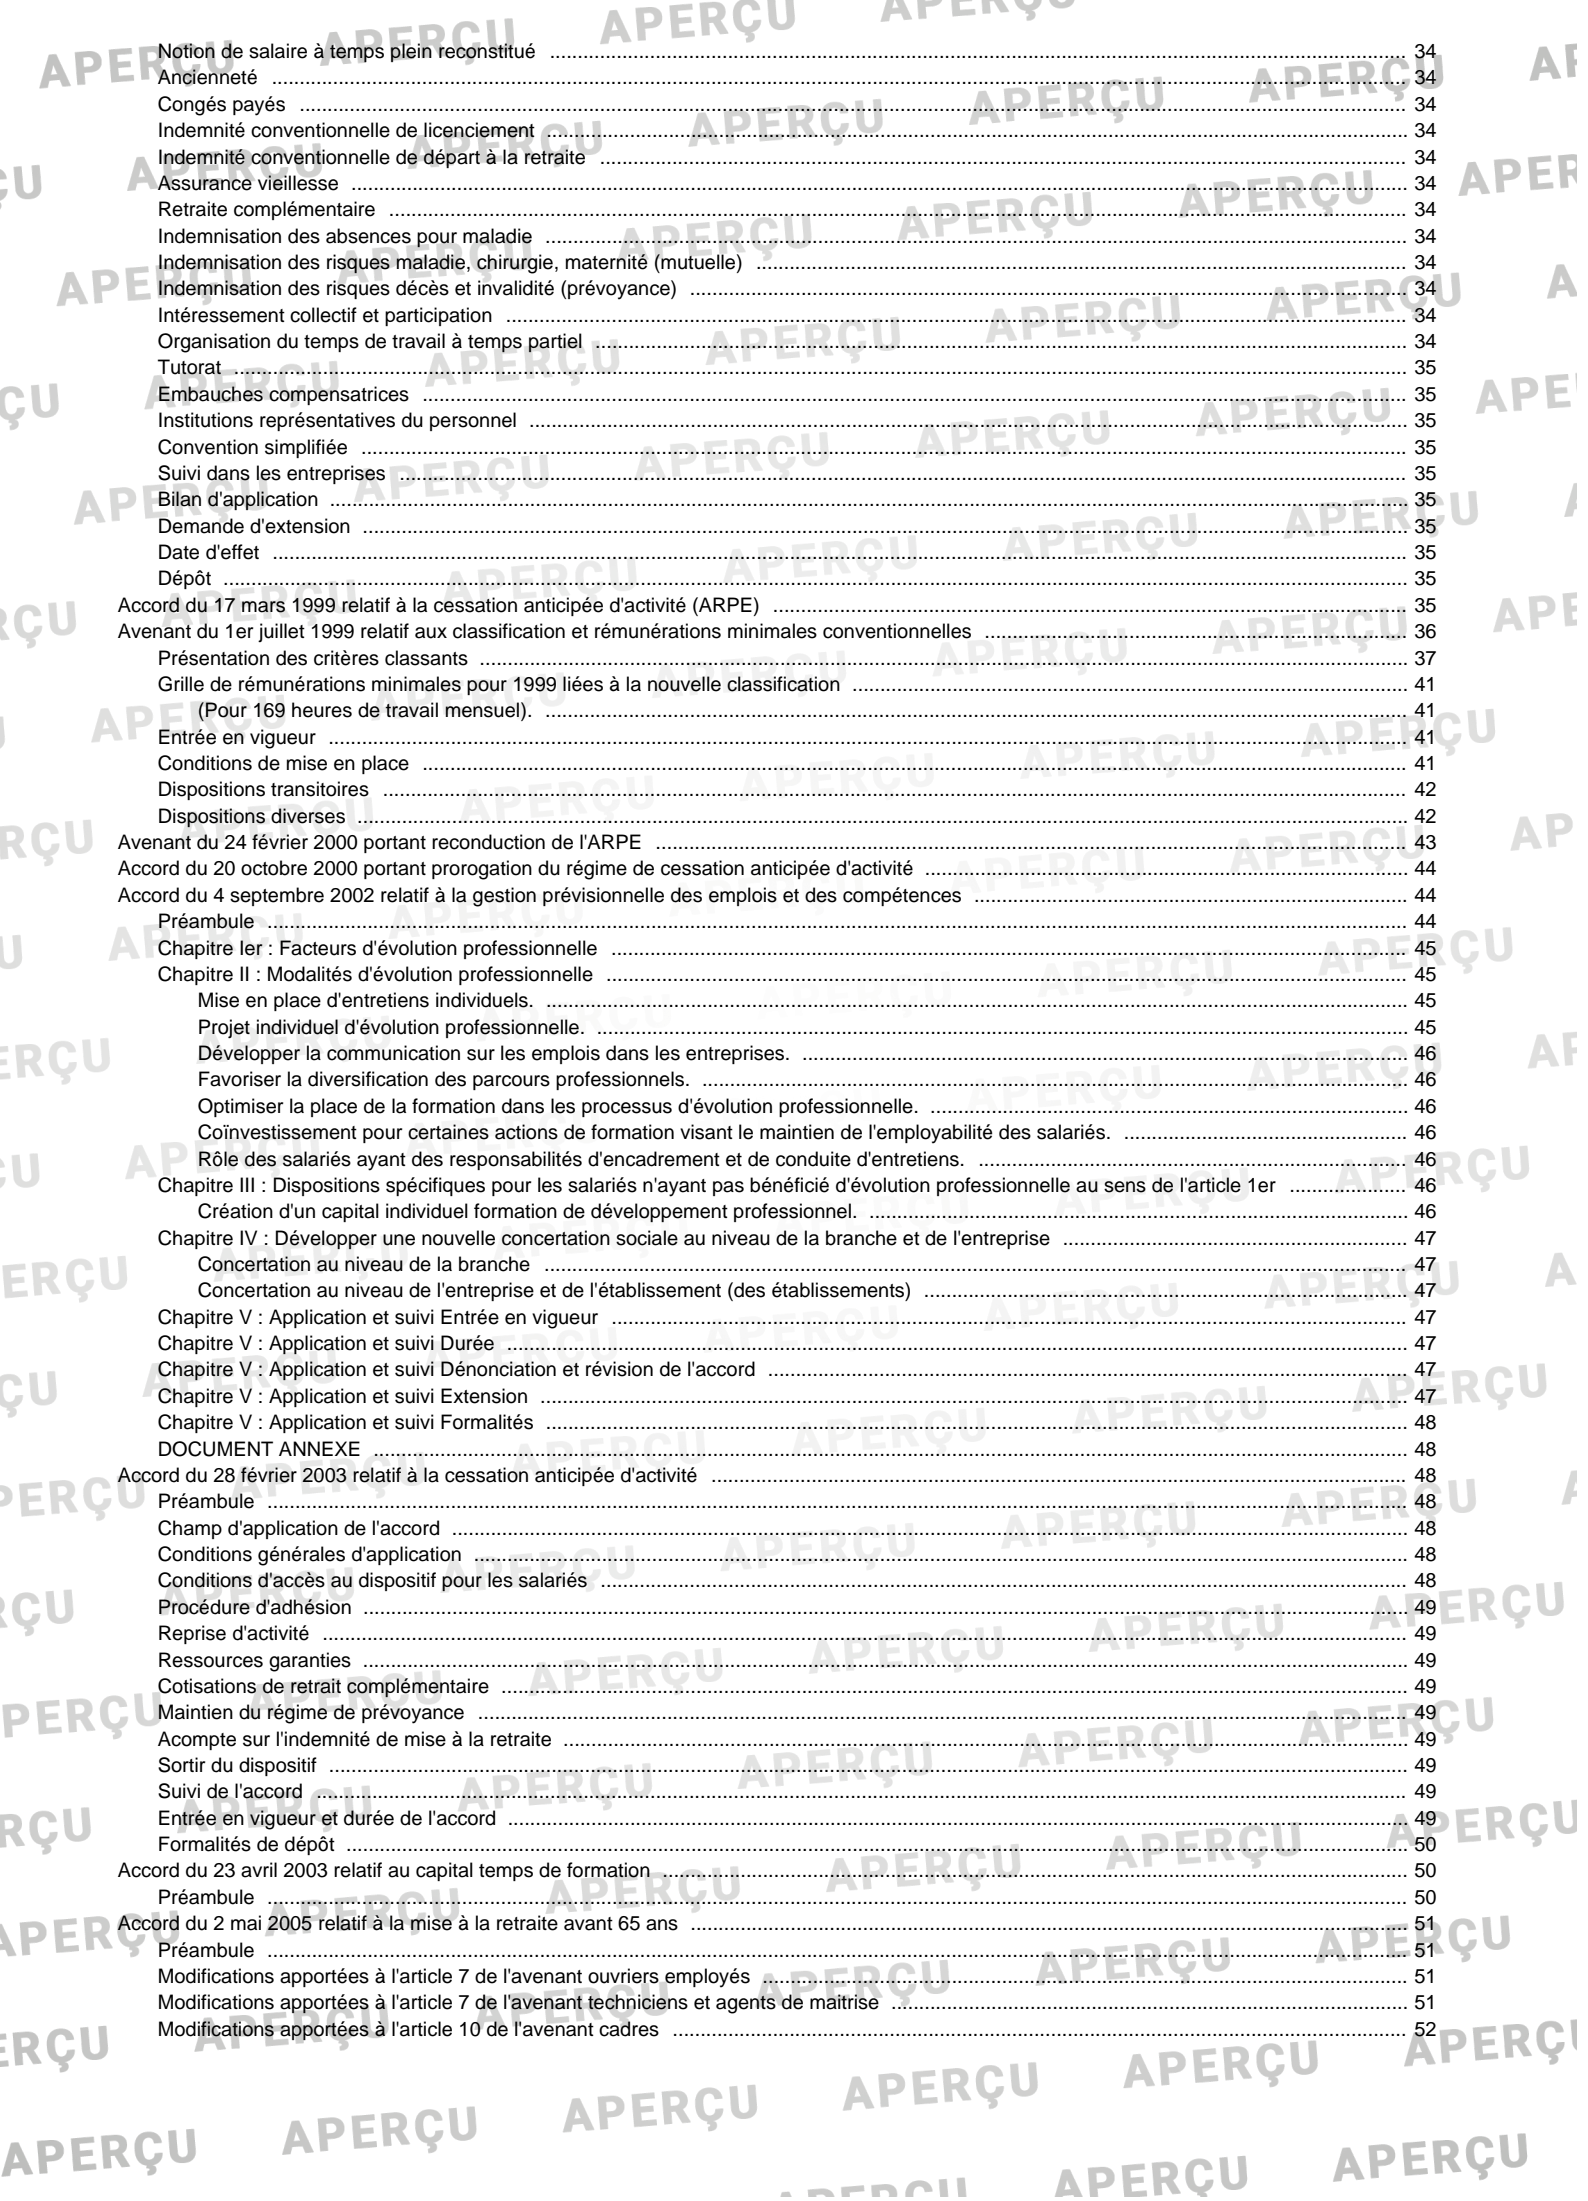 Notion de salaire à temps plein reconstitué 34
Ancienneté 34
Congés payés 34
Indemnité conventionnelle de licenciement 34
Indemnité conventionnelle de départ à la retraite 34
Assurance vieillesse 34
Retraite complémentaire 34
Indemnisation des absences pour maladie 34
Indemnisation des risques maladie, chirurgie, maternité (mutuelle) 34
Indemnisation des risques décès et invalidité (prévoyance) 34
Intéressement collectif et participation 34
Organisation du temps de travail à temps partiel 34
Tutorat 35
Embauches compensatrices 35
Institutions représentatives du personnel 35
Convention simplifiée 35
Suivi dans les entreprises 35
Bilan d'application 35
Demande d'extension 35
Date d'effet 35
Dépôt 35
Accord du 17 mars 1999 relatif à la cessation anticipée d'activité (ARPE) 35
Avenant du 1er juillet 1999 relatif aux classification et rémunérations minimales conventionnelles 36
Présentation des critères classants 37
Grille de rémunérations minimales pour 1999 liées à la nouvelle classification 41
(Pour 169 heures de travail mensuel). 41
Entrée en vigueur 41
Conditions de mise en place 41
Dispositions transitoires 42
Dispositions diverses 42
Avenant du 24 février 2000 portant reconduction de l'ARPE 43
Accord du 20 octobre 2000 portant prorogation du régime de cessation anticipée d'activité 44
Accord du 4 septembre 2002 relatif à la gestion prévisionnelle des emplois et des compétences 44
Préambule 44
Chapitre Ier : Facteurs d'évolution professionnelle 45
Chapitre II : Modalités d'évolution professionnelle 45
Mise en place d'entretiens individuels. 45
Projet individuel d'évolution professionnelle. 45
Développer la communication sur les emplois dans les entreprises. 46
Favoriser la diversification des parcours professionnels. 46
Optimiser la place de la formation dans les processus d'évolution professionnelle. 46
Coïnvestissement pour certaines actions de formation visant le maintien de l'employabilité des salariés. 46
Rôle des salariés ayant des responsabilités d'encadrement et de conduite d'entretiens. 46
Chapitre III : Dispositions spécifiques pour les salariés n'ayant pas bénéficié d'évolution professionnelle au sens de l'article 1er 46
Création d'un capital individuel formation de développement professionnel. 46
Chapitre IV : Développer une nouvelle concertation sociale au niveau de la branche et de l'entreprise 47
Concertation au niveau de la branche 47
Concertation au niveau de l'entreprise et de l'établissement (des établissements) 47
Chapitre V : Application et suivi Entrée en vigueur 47
Chapitre V : Application et suivi Durée 47
Chapitre V : Application et suivi Dénonciation et révision de l'accord 47
Chapitre V : Application et suivi Extension 47
Chapitre V : Application et suivi Formalités 48
DOCUMENT ANNEXE 48
Accord du 28 février 2003 relatif à la cessation anticipée d'activité 48
Préambule 48
Champ d'application de l'accord 48
Conditions générales d'application 48
Conditions d'accès au dispositif pour les salariés 48
Procédure d'adhésion 49
Reprise d'activité 49
Ressources garanties 49
Cotisations de retrait complémentaire 49
Maintien du régime de prévoyance 49
Acompte sur l'indemnité de mise à la retraite 49
Sortir du dispositif 49
Suivi de l'accord 49
Entrée en vigueur et durée de l'accord 49
Formalités de dépôt 50
Accord du 23 avril 2003 relatif au capital temps de formation 50
Préambule 50
Accord du 2 mai 2005 relatif à la mise à la retraite avant 65 ans 51
Préambule 51
Modifications apportées à l'article 7 de l'avenant ouvriers employés 51
Modifications apportées à l'article 7 de l'avenant techniciens et agents de maîtrise 51
Modifications apportées à l'article 10 de l'avenant cadres 52
APERÇU